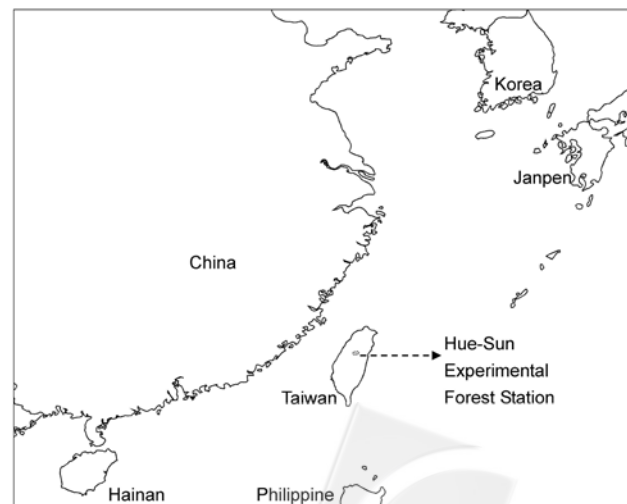 Korea
Janpen
China
Hue-Sun
Experimental
Forest Station
Taiwan
Hainan
Philippine